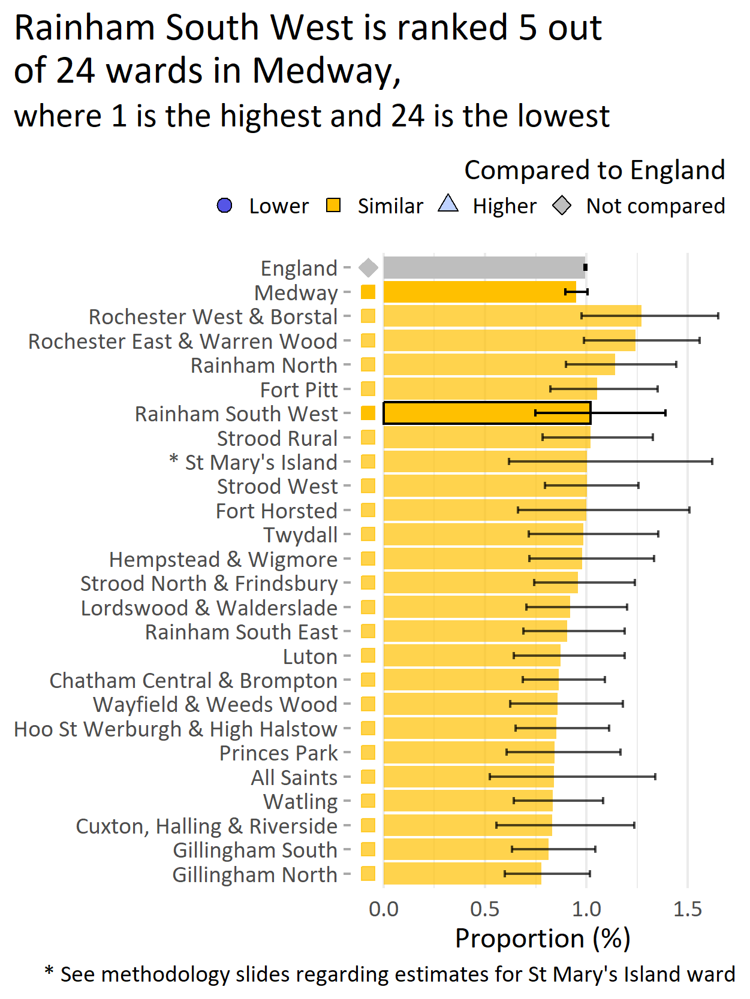 Rainham South West is ranked 5 out
of 24 wards in Medway,
where 1 is the highest and 24 is the lowest
Compared to England
Lower Similar Higher Not compared
England
Medway
Rochester West & Borstal
Rochester East & Warren Wood
Rainham North
Fort Pitt
Rainham South West
Strood Rural
* St Mary's Island
Strood West
Fort Horsted
Twydall
Hempstead & Wigmore
Strood North & Frindsbury
Lordswood & Walderslade
Rainham South East
Luton
Chatham Central & Brompton
Wayfield & Weeds Wood
Hoo St Werburgh & High Halstow
Princes Park
All Saints
Watling
Cuxton, Halling & Riverside
Gillingham South
Gillingham North
0.0 0.5 1.0 1.5
Proportion (%)
* See methodology slides regarding estimates for St Mary's Island ward